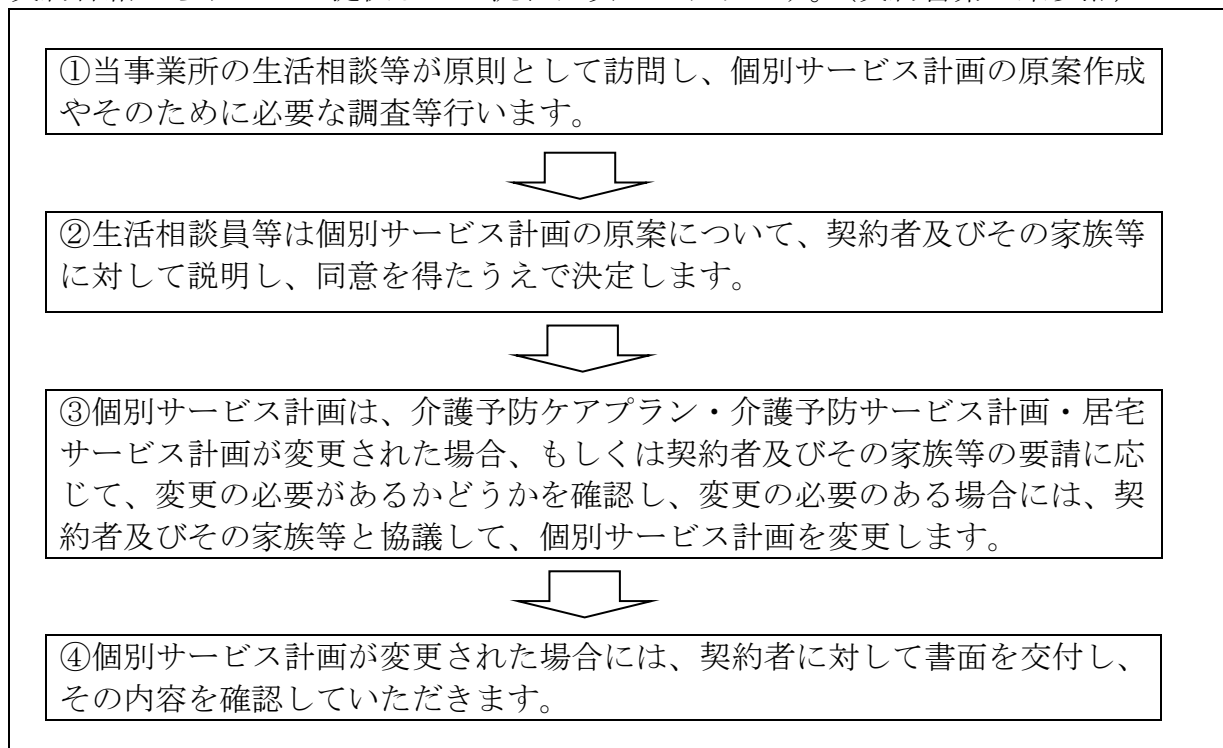 ①当事業所の生活相談等が原則として訪問し、個別サービス計画の原案作成
やそのために必要な調査等行います。
②生活相談員等は個別サービス計画の原案について、契約者及びその家族等
に対して説明し、同意を得たうえで決定します。
③個別サービス計画は、介護予防ケアプラン・介護予防サービス計画・居宅
サービス計画が変更された場合、もしくは契約者及びその家族等の要請に応
じて、変更の必要があるかどうかを確認し、変更の必要のある場合には、契
約者及びその家族等と協議して、個別サービス計画を変更します。
④個別サービス計画が変更された場合には、契約者に対して書面を交付し、
その内容を確認していただきます。